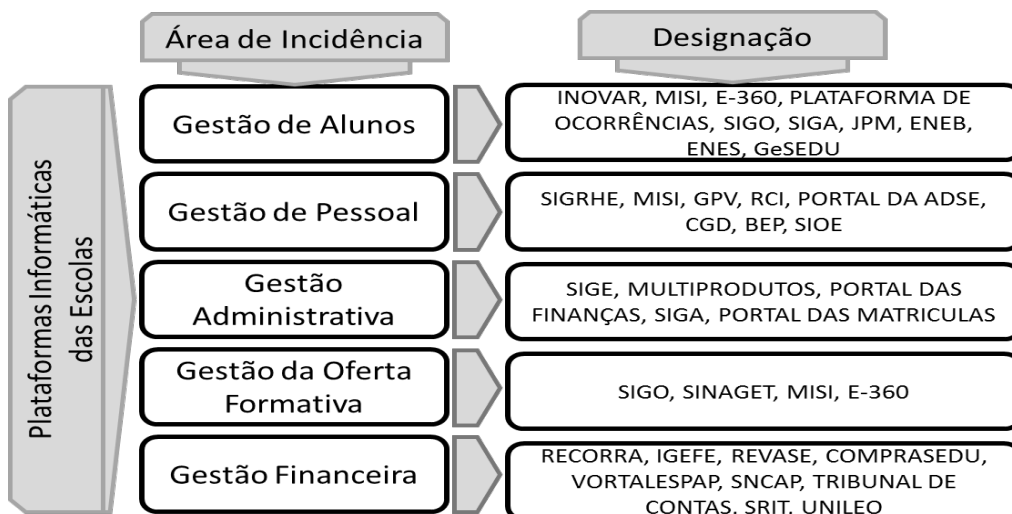 Área de Incidência
Designação
Plataformas Informáticas
das Escolas
Gestão de Alunos
INOVAR, MISI, E-360, PLATAFORMA DE
OCORRÊNCIAS, SIGO, SIGA, JPM, ENEB,
ENES, GeSEDU
Gestão de Pessoal
SIGRHE, MISI, GPV, RCI, PORTAL DA ADSE,
CGD, BEP, SIOE
Gestão
Administrativa
SIGE, MULTIPRODUTOS, PORTAL DAS
FINANÇAS, SIGA, PORTAL DAS MATRICULAS
Gestão da Oferta
Formativa
SIGO, SINAGET, MISI, E-360
Gestão Financeira
RECORRA, IGEFE, REVASE, COMPRASEDU,
VORTALESPAP, SNCAP, TRIBUNAL DE
CONTAS, SRIT, UNILEO